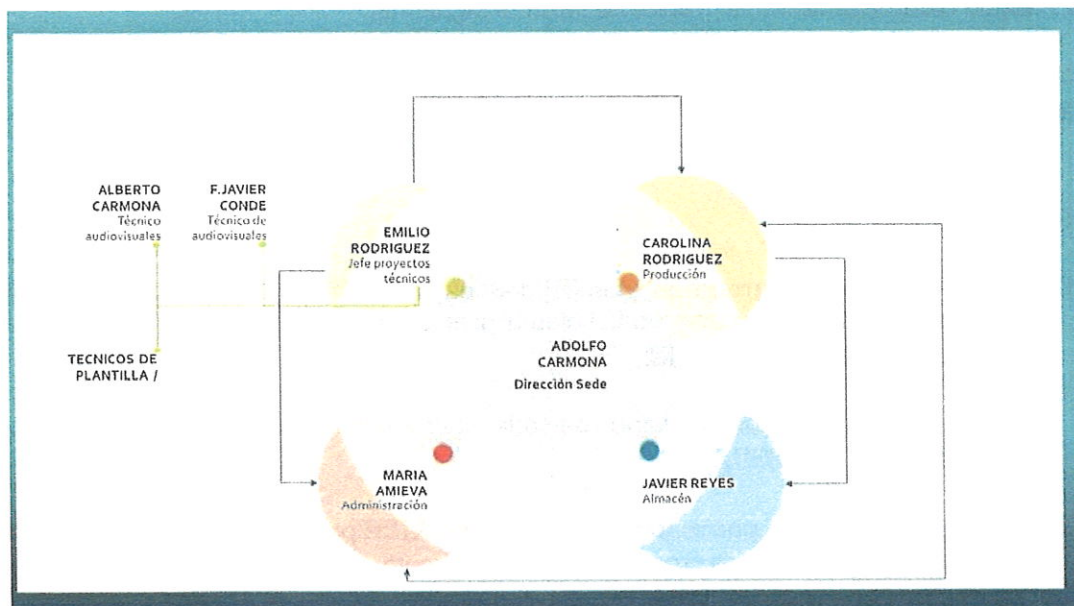 ALBERTO
CARMONA
Técnico
audiovisuales
F.JAVIER
CONDE
Técnico de
audiovisuales
EMILIO
RODRIGUEZ
Jefe proyectos
técnicos
CAROLINA
RODRIGUEZ
Producción
TECNICOS DE
PLANTILLA /
ADOLFO
CARMONA
Dirección Sede
MARIA
AMIEVA
Administración
JAVIER REYES
Almacén